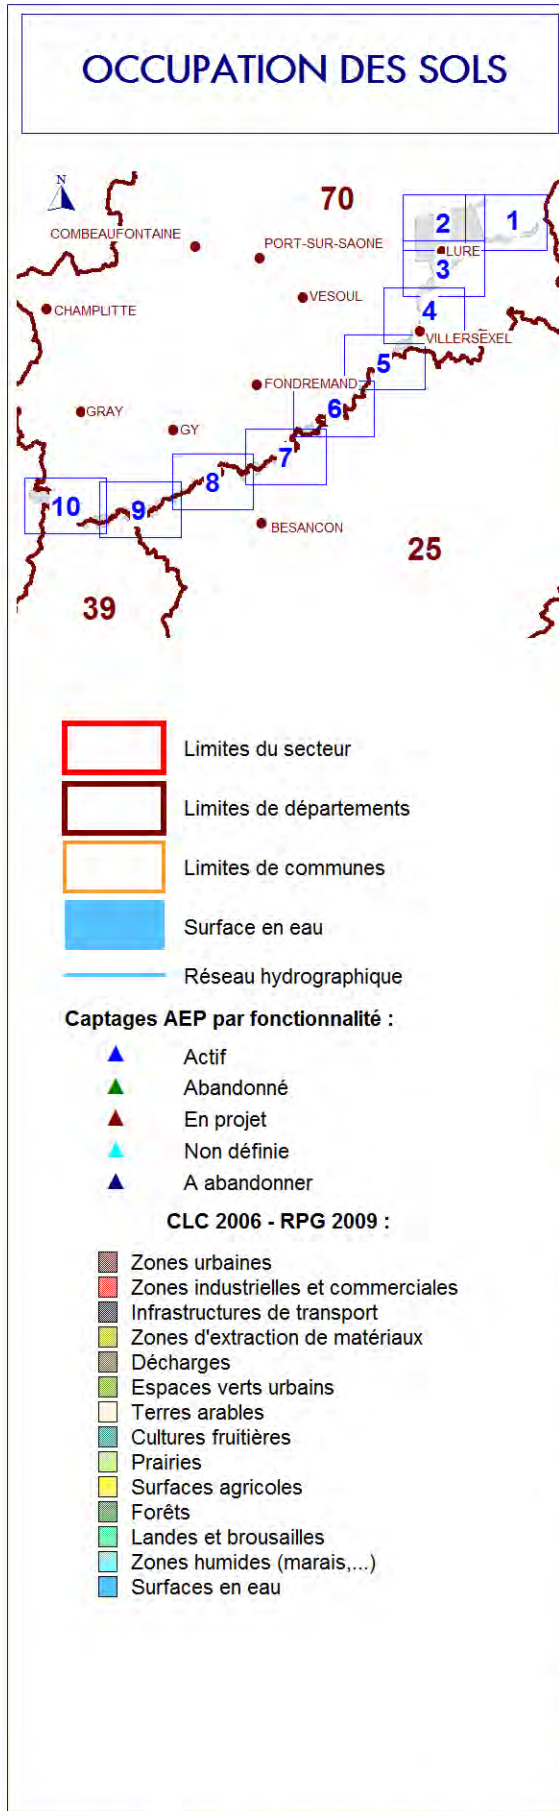 OCCUPATION DES SOLS
N
70
2
1
COMBEAUFONTAINE
PORT-SUR-SAONE
LURE
3
VESOUL
CHAMPLITTE
4
VILLERSEXEL
5
FONDREMAND
6
GRAY
GY
7
8
10
9
BESANCON
25
39
Limites du secteur
Limites de départements
Limites de communes
Surface en eau
Réseau hydrographique
Captages AEP par fonctionnalité :
Actif
Abandonné
En projet
Non définie
A abandonner
CLC 2006 - RPG 2009 :
Zones urbaines
Zones industrielles et commerciales
Infrastructures de transport
Zones d'extraction de matériaux
Décharges
Espaces verts urbains
Terres arables
Cultures fruitières
Prairies
Surfaces agricoles
Forêts
Landes et brousailles
Zones humides (marais,...)
Surfaces en eau